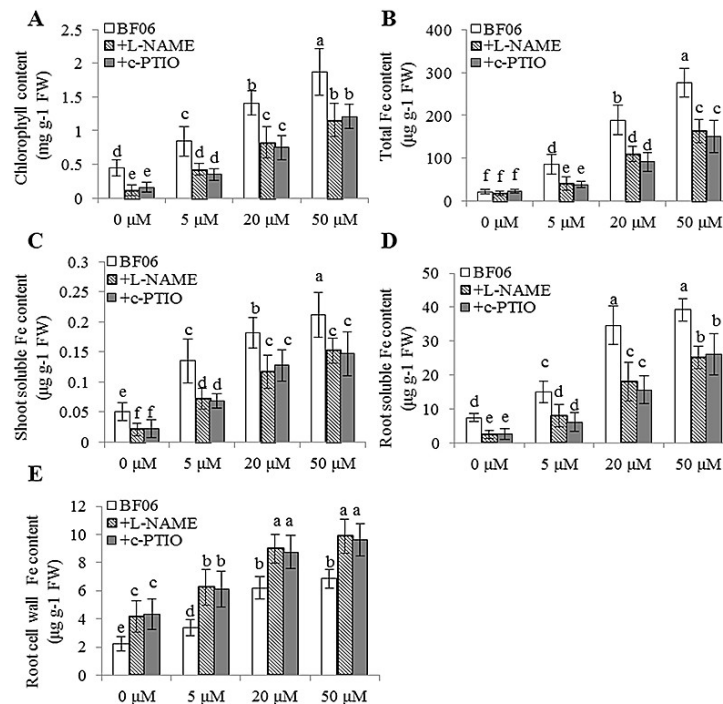 A
BF06
+L-NAME
+c-PTIO
Chlorophyll content
(mg g-1 FW)
2.5
2
1.5
1
0.5
0
d
e e
c
d d
b
c c
a
b b
0 μM 5 μM 20 μM 50 μM
B
BF06
+L-NAME
+c-PTIO
Total Fe content
(μg g-1 FW)
400
300
200
100
0
f f f
d
e e
b
d d
a
c c
0 μM 5 μM 20 μM 50 μM
C
BF06
+L-NAME
+c-PTIO
Shoot soluble Fe content
(μg g-1 FW)
0.3
0.25
0.2
0.15
0.1
0.05
0
e
f f
c
d d
b
c c
a
c c
0 μM 5 μM 20 μM 50 μM
D
BF06
+L-NAME
+c-PTIO
Root soluble Fe content
(μg g-1 FW)
50
40
30
20
10
0
d
e e
c
d d
a
c c
a
b b
0 μM 5 μM 20 μM 50 μM
E
BF06
+L-NAME
+c-PTIO
Root cell wall Fe content
(μg g-1 FW)
12
10
8
6
4
2
0
e
c c
d
b b
b
a a
b
a a
0 μM 5 μM 20 μM 50 μM